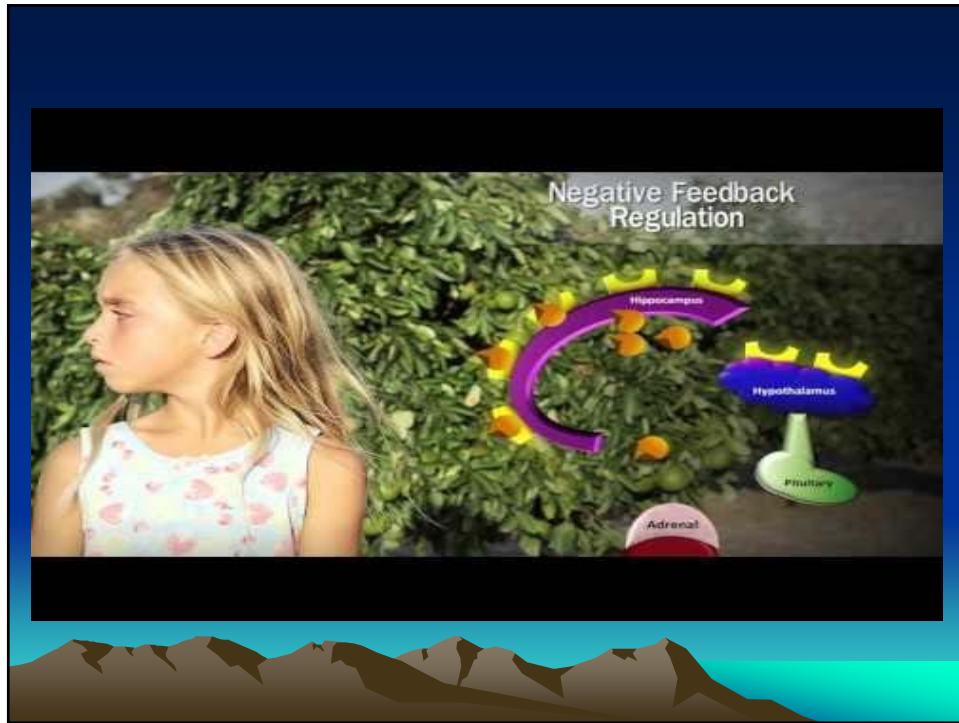 Negative Feedback
Regulation
Hippocampus
Hypothalamus
Pituitary
Adrenal